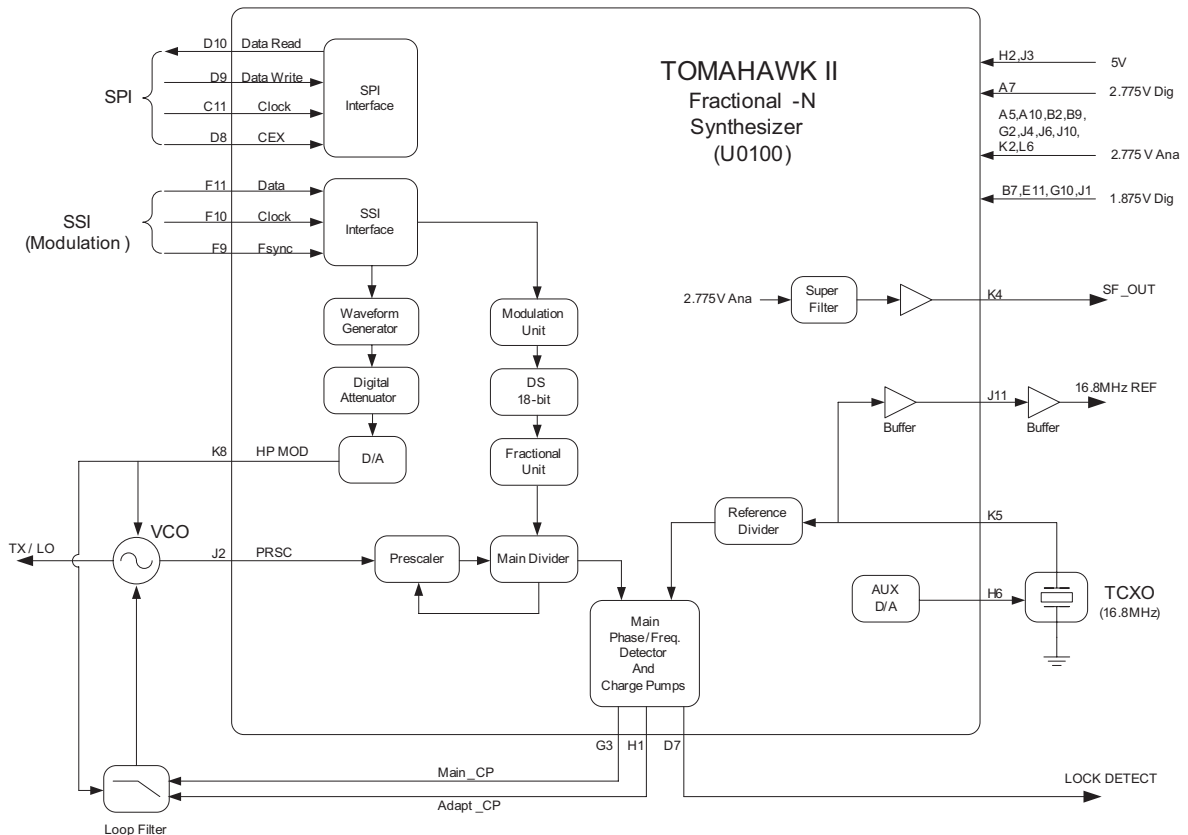 D10 Data Read
D9 Data Write
C11 Clock
D8 CEX
SPI
SPI
Interface
TOMAHAWK II
Fractional -N
Synthesizer
(U0100)
H2,J3
5V
A7
2.775V Dig
A5,A10,B2,B9,
G2,J4,J6,J10,
K2,L6
2.775 V Ana
B7,E11,G10,J1
1.875V Dig
F11 Data
F10 Clock
F9 Fsync
SSI
(Modulation )
SSI
Interface
2.775V Ana
Super
Filter
K4
SF_OUT
Waveform
Generator
Modulation
Unit
Digital
Attenuator
DS
18-bit
Buffer
J11
Buffer
16.8MHz REF
K8 HP MOD
D/A
Fractional
Unit
Reference
Divider
K5
TX / LO
VCO
J2 PRSC
Prescaler
Main Divider
AUX
D/A
H6
TCXO
(16.8MHz)
Main
Phase/Freq.
Detector
And
Charge Pumps
G3 H1 D7
Main _CP
Adapt _CP
LOCK DETECT
Loop Filter